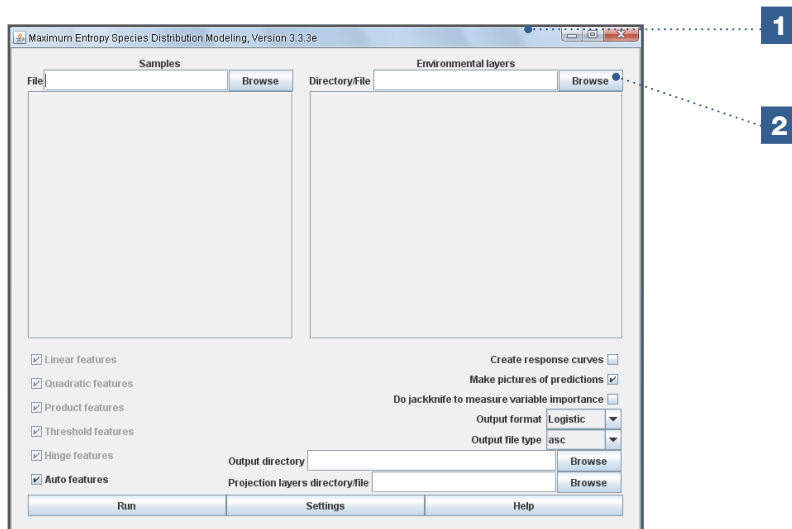 1
Maximum Entropy Species Distribution Modeling, Version 3.3.3e
Samples
Environmental layers
File Browse
Directory/File Browse
2
Linear features
Quadratic features
Product features
Threshold features
Hinge features
Auto features
Create response curves
Make pictures of predictions
Do jackknife to measure variable importance
Output format Logistic
Output file type asc
Output directory Browse
Projection layers directory/file Browse
Run Settings Help